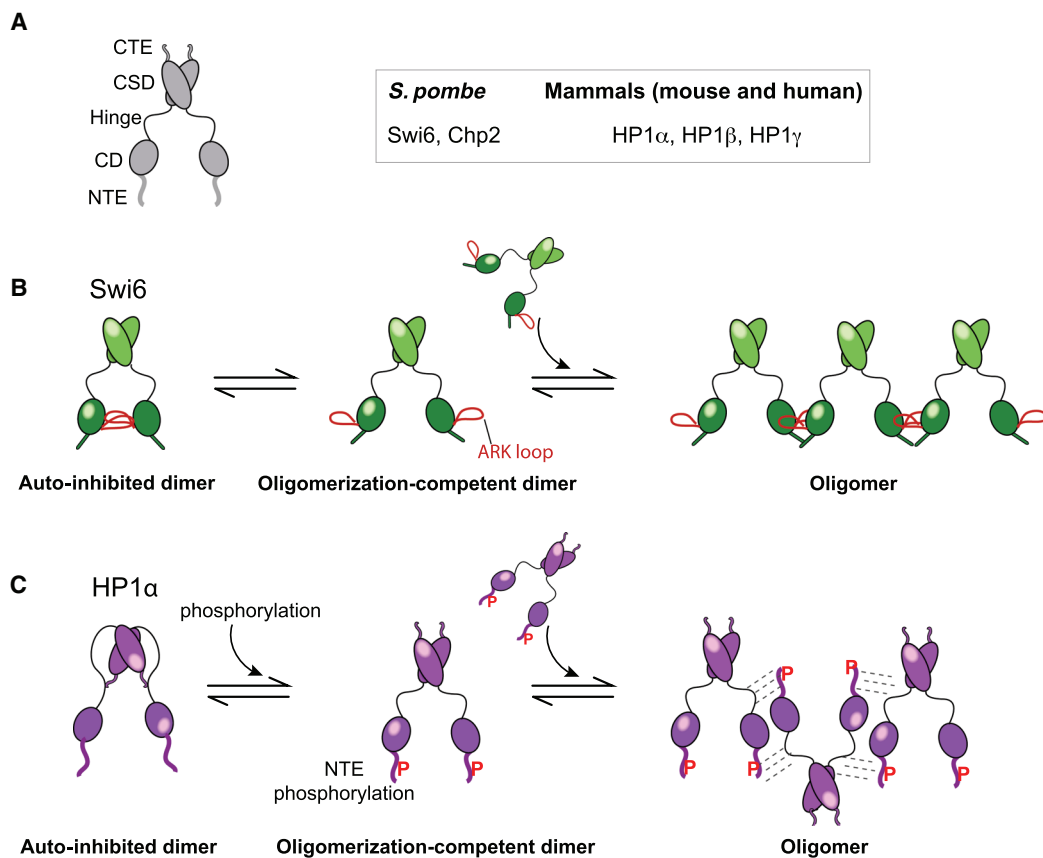 A
CTE
CSD
Hinge
CD
NTE
S. pombe Mammals (mouse and human)
Swi6, Chp2 HP1α, HP1β, HP1γ
B
Swi6
ARK loop
Auto-inhibited dimer Oligomerization-competent dimer Oligomer
C
HP1α
phosphorylation
P
P
P
P
NTE
phosphorylation
P
P
P
P
P
P
Auto-inhibited dimer Oligomerization-competent dimer Oligomer